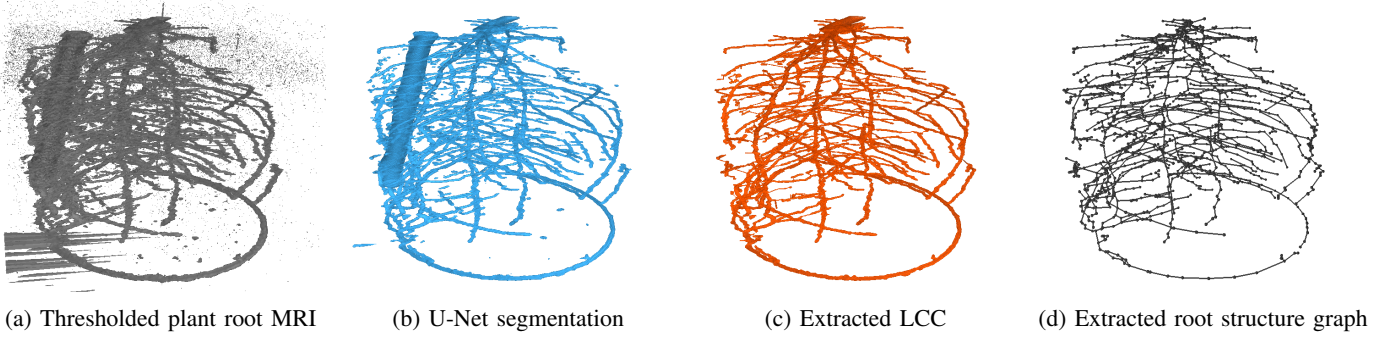 (a) Thresholded plant root MRI
(b) U-Net segmentation
(c) Extracted LCC
(d) Extracted root structure graph